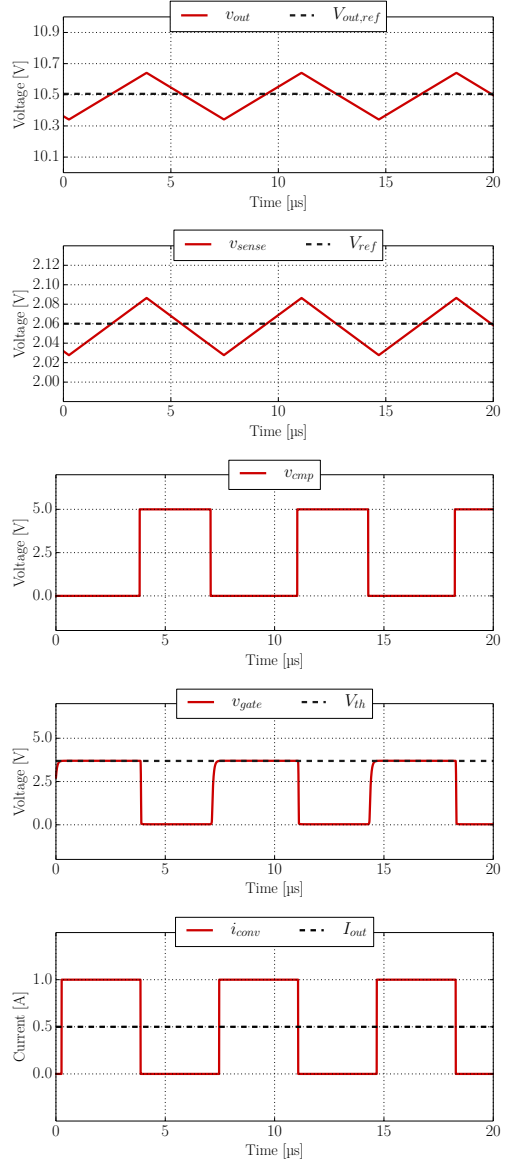 v_out V_out,ref
10.9
10.7
10.5
10.3
10.1
Voltage [V]
0 5 10 15 20
Time [µs]
v_sense V_ref
2.12
2.10
2.08
2.06
2.04
2.02
2.00
Voltage [V]
0 5 10 15 20
Time [µs]
v_cmp
5.0
2.5
0.0
Voltage [V]
0 5 10 15 20
Time [µs]
v_gate V_th
5.0
2.5
0.0
Voltage [V]
0 5 10 15 20
Time [µs]
i_conv I_out
1.0
0.5
0.0
Current [A]
0 5 10 15 20
Time [µs]